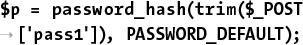 $p = password_hash(trim($_POST
→ ['pass1']), PASSWORD_DEFAULT);